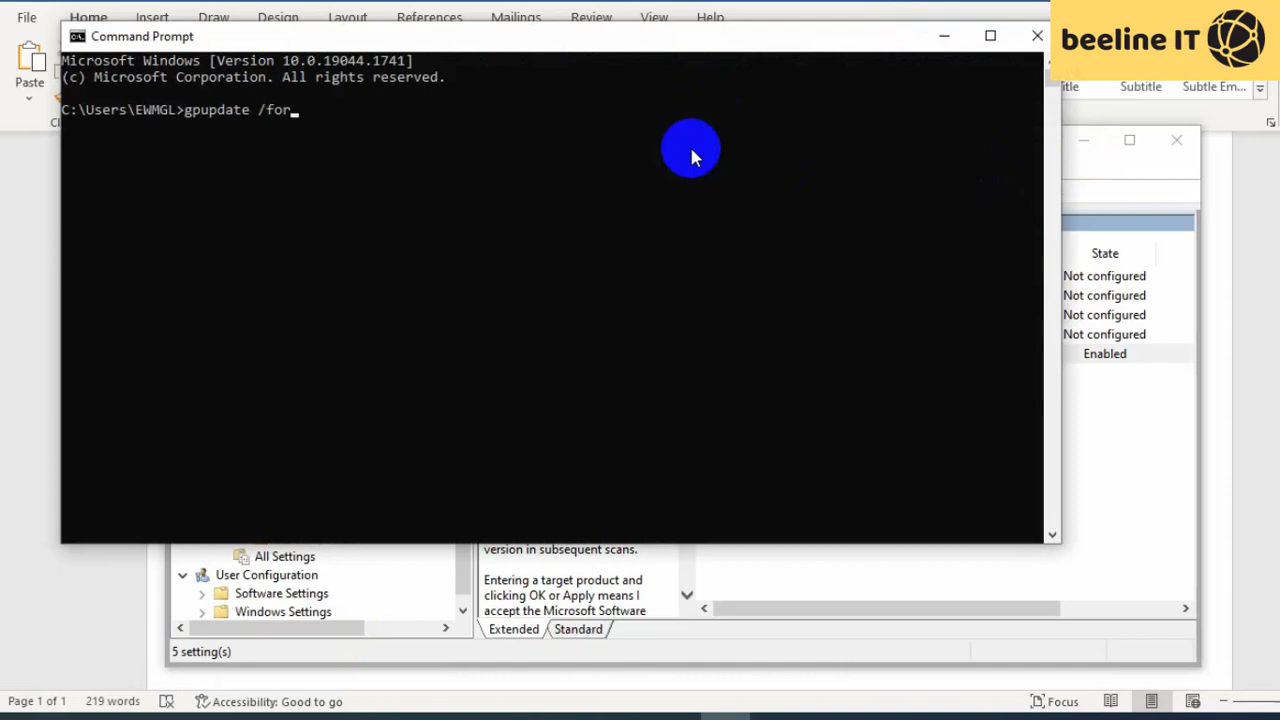 File Home Insert Draw Design Layout References Mailings Review View Help
beeline IT
Command Prompt
Microsoft Windows [Version 10.0.19044.1741]
(c) Microsoft Corporation. All rights reserved.
Paste
Title Subtitle Em...
C:\Users\EWMGL>gpupdate /for
State
Not configured
Not configured
Not configured
Not configured
Enabled
All Settings
User Configuration
Software Settings
Windows Settings
version in subsequent scans.
Entering a target product and
clicking OK or Apply means I
accept the Microsoft Software
Extended Standard
5 setting(s)
Page 1 of 1 219 words Accessibility: Good to go Focus